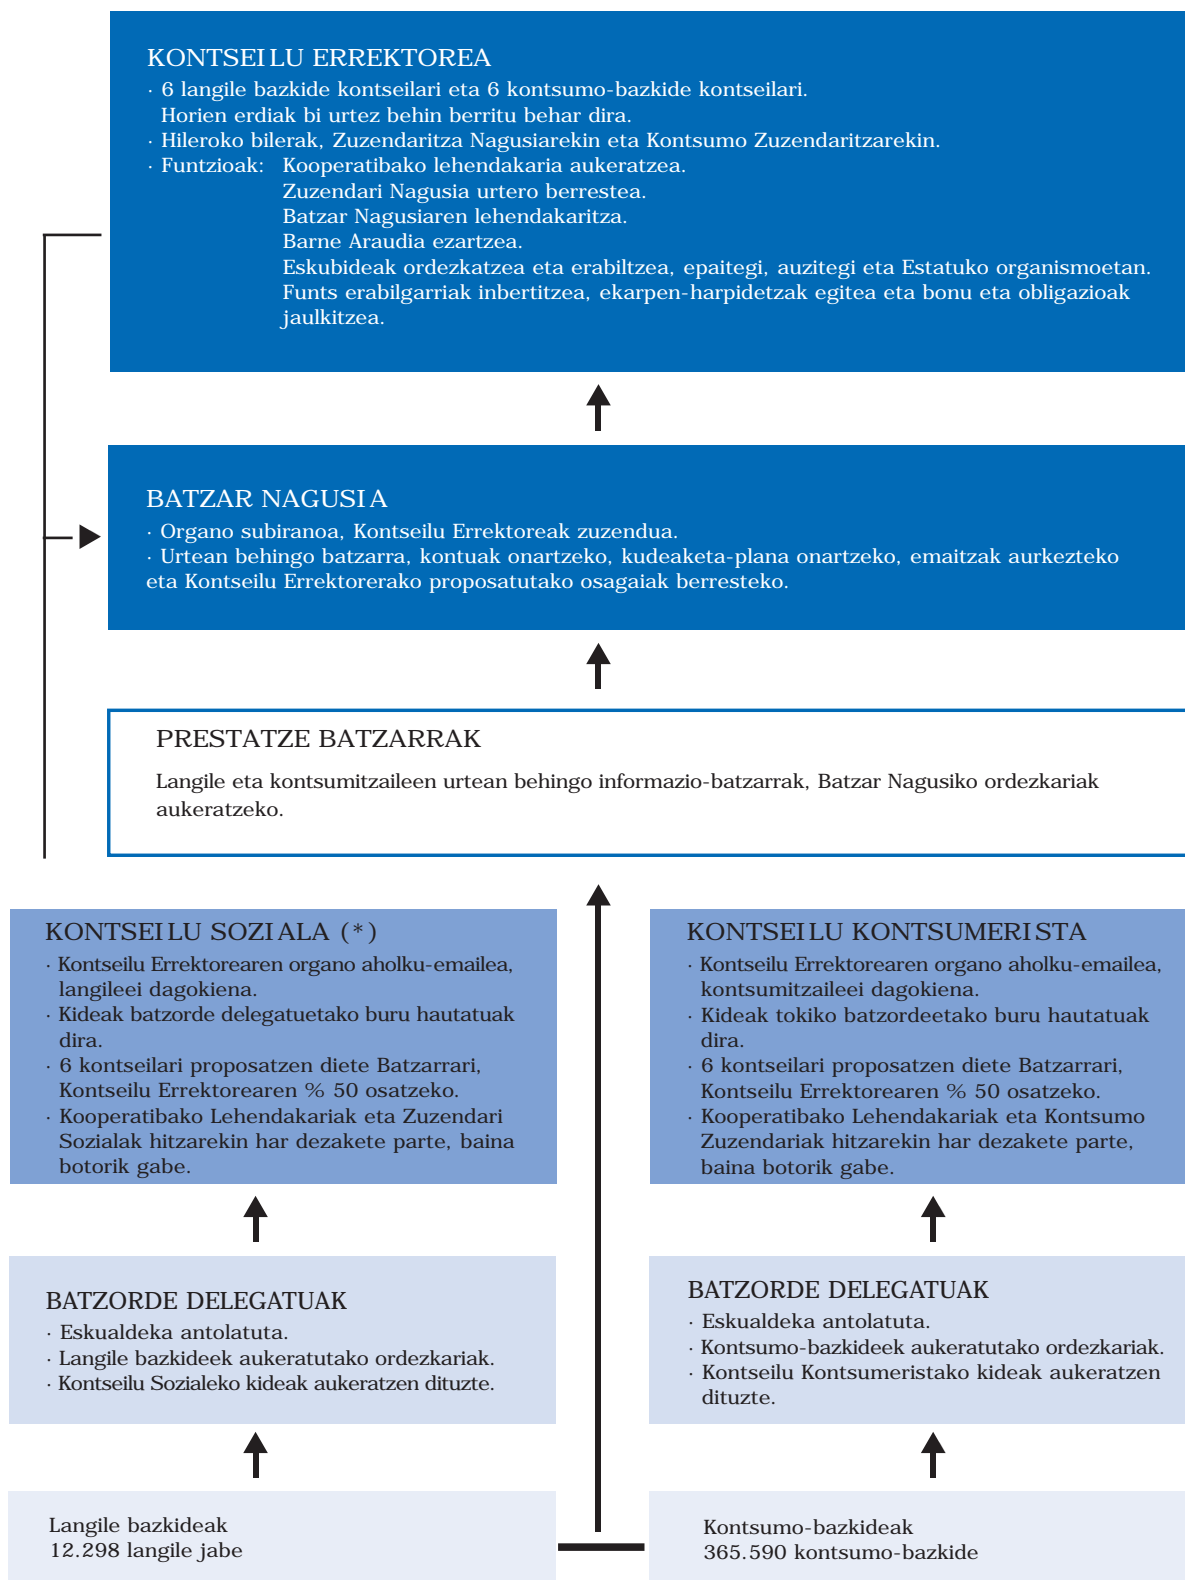 KONTSEILU ERREKTOREA
· 6 langile bazkide kontseilari eta 6 kontsumo-bazkide kontseilari.
Horien erdiak bi urtez behin berritu behar dira.
· Hileroko bilerak, Zuzendaritza Nagusiarekin eta Kontsumo Zuzendaritzarekin.
· Funtzioak: Kooperatibako lehendakaria aukeratzea.
Zuzendari Nagusia urtero berrestea.
Batzar Nagusiaren lehendakaritza.
Barne Araudia ezartzea.
Eskubideak ordezkatzea eta erabiltzea, epaitegi, auzitegi eta Estatuko organismoetan.
Funts erabilgarriak inbertitzea, ekarpen-harpidetzak egitea eta bonu eta obligazioak
jaulkitzea.
BATZAR NAGUSIA
· Organo subiranoa, Kontseilu Errektoreak zuzendua.
· Urtean behingo batzarra, kontuak onartzeko, kudeaketa-plana onartzeko, emaitzak aurkezteko
eta Kontseilu Errektorerako proposatutako osagaiak berresteko.
PRESTATZE BATZARRAK
Langile eta kontsumitzaileen urtean behingo informazio-batzarrak, Batzar Nagusiko ordezkariak
aukeratzeko.
KONTSEILU SOZIALA (*)
· Kontseilu Errektorearen organo aholku-emailea,
langileei dagokiena.
· Kideak batzorde delegatuetako buru hautatuak
dira.
· 6 kontseilari proposatzen diete Batzarrari,
Kontseilu Errektorearen % 50 osatzeko.
· Kooperatibako Lehendakariak eta Zuzendari
Sozialak hitzarekin har dezakete parte, baina
botorik gabe.
KONTSEILU KONTSUMERISTA
· Kontseilu Errektorearen organo aholku-emailea,
kontsumitzaileei dagokiena.
· Kideak tokiko batzordeetako buru hautatuak
dira.
· 6 kontseilari proposatzen diete Batzarrari,
Kontseilu Errektorearen % 50 osatzeko.
· Kooperatibako Lehendakariak eta Kontsumo
Zuzendariak hitzarekin har dezakete parte,
baina botorik gabe.
BATZORDE DELEGATUAK
· Eskualdeka antolatuta.
· Langile bazkideek aukeratutako ordezkariak.
· Kontseilu Sozialeko kideak aukeratzen dituzte.
BATZORDE DELEGATUAK
· Eskualdeka antolatuta.
· Kontsumo-bazkideek aukeratutako ordezkariak.
· Kontseilu Kontsumeristako kideak aukeratzen
dituzte.
Langile bazkideak
12.298 langile jabe
Kontsumo-bazkideak
365.590 kontsumo-bazkide